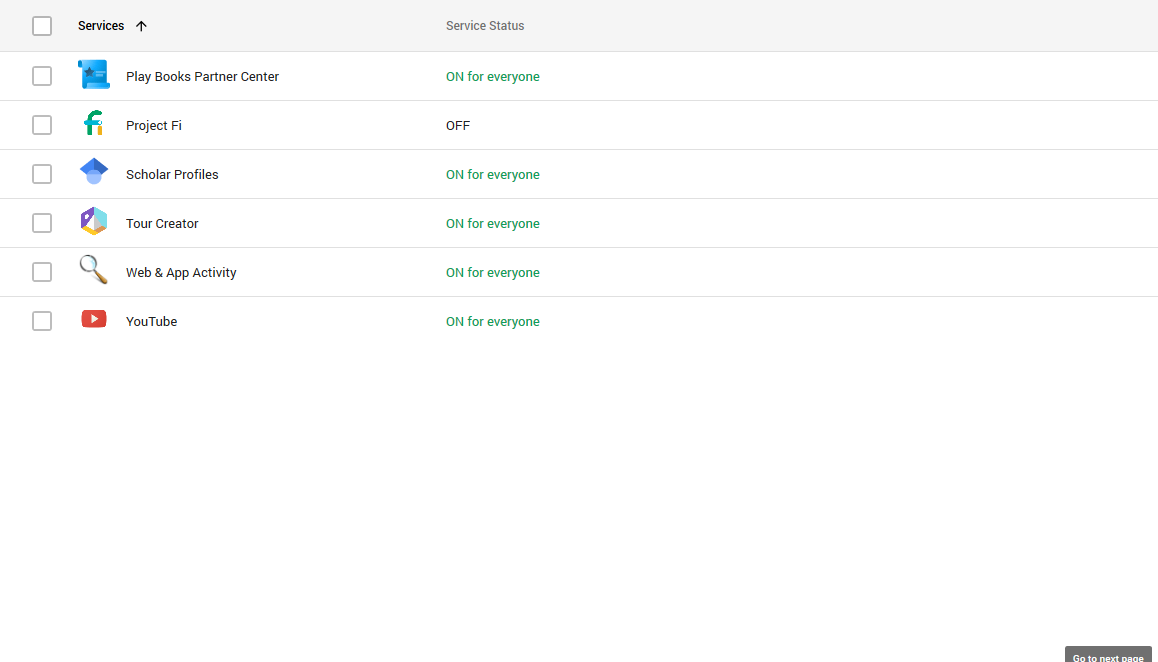 Services Service Status
Play Books Partner Center ON for everyone
Project Fi OFF
Scholar Profiles ON for everyone
Tour Creator ON for everyone
Web & App Activity ON for everyone
YouTube ON for everyone
Go to next page